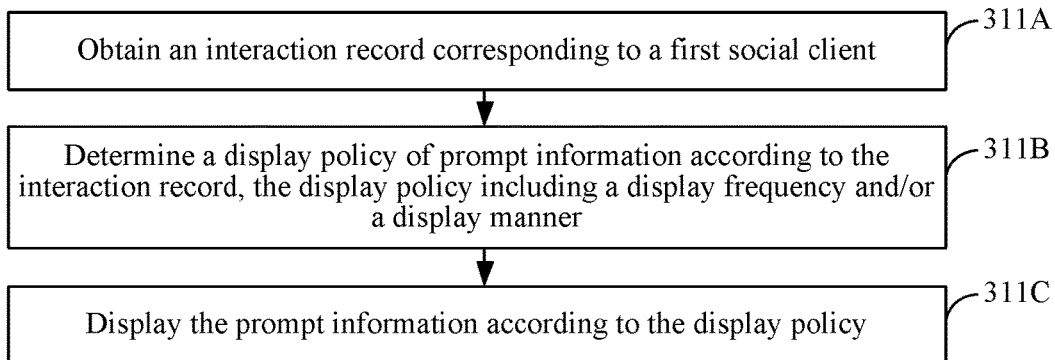 311A
Obtain an interaction record corresponding to a first social client
311B
Determine a display policy of prompt information according to the
interaction record, the display policy including a display frequency and/or
a display manner
311C
Display the prompt information according to the display policy